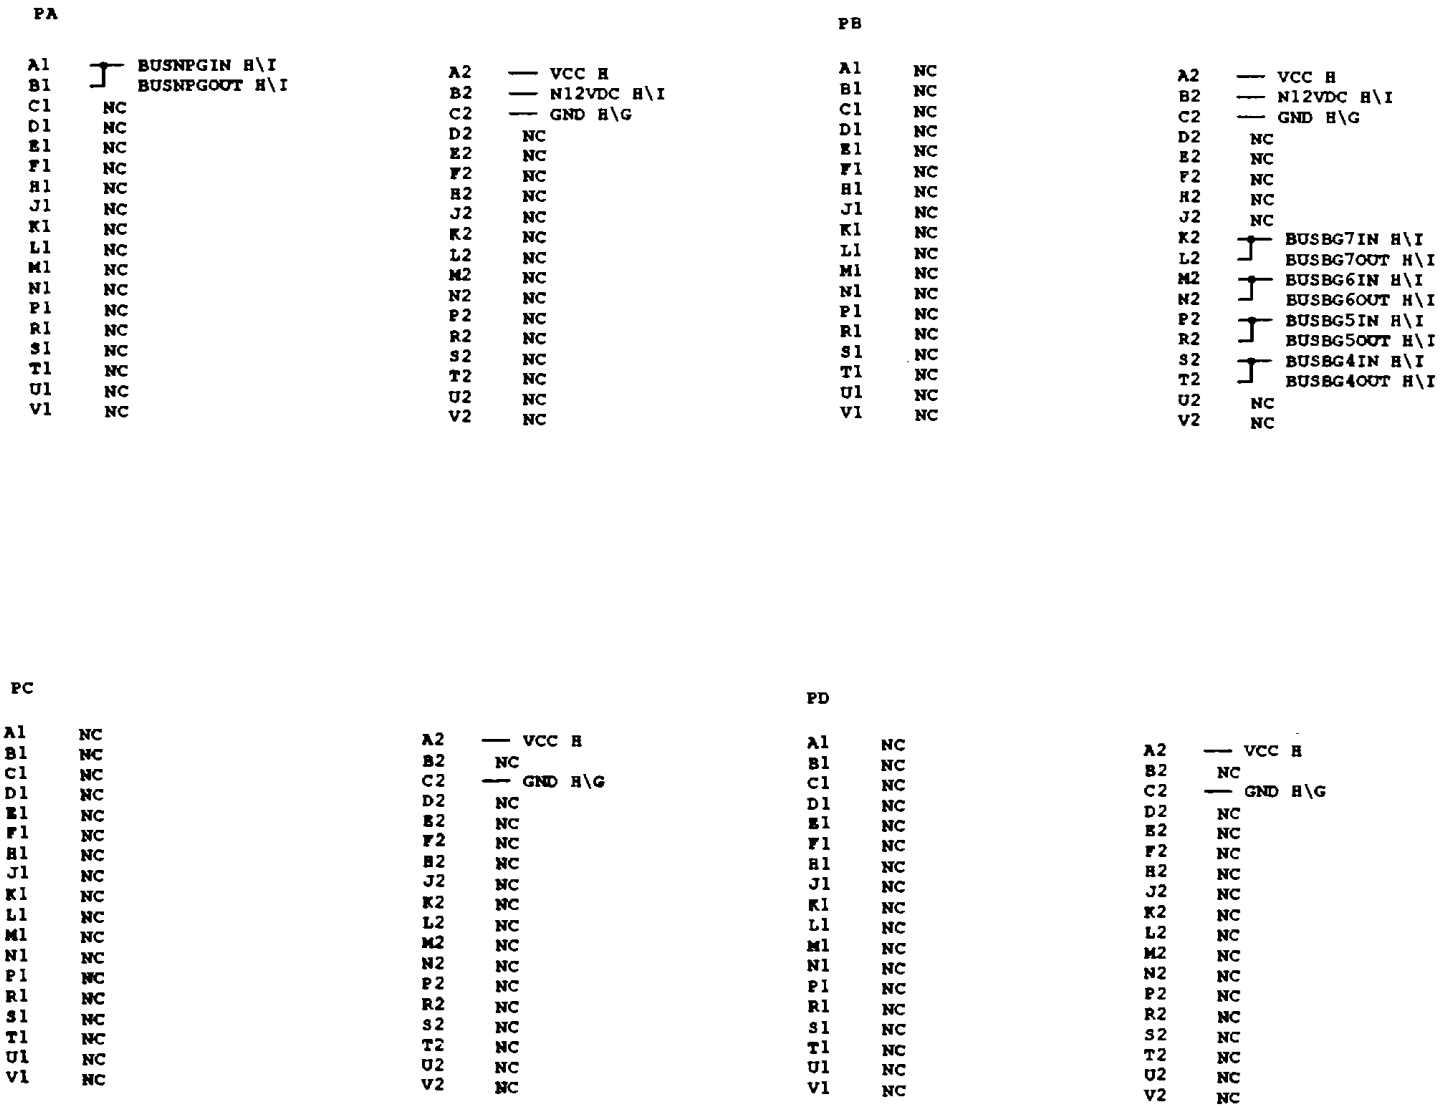 PA
A1 BUSNPGIN H\I
B1 BUSNPGOUT H\I
C1 NC
D1 NC
E1 NC
F1 NC
H1 NC
J1 NC
K1 NC
L1 NC
M1 NC
N1 NC
P1 NC
R1 NC
S1 NC
T1 NC
U1 NC
V1 NC
A2 VCC H
B2 N12VDC H\I
C2 GND H\G
D2 NC
E2 NC
F2 NC
H2 NC
J2 NC
K2 NC
L2 NC
M2 NC
N2 NC
P2 NC
R2 NC
S2 NC
T2 NC
U2 NC
V2 NC
PB
A1 NC
B1 NC
C1 NC
D1 NC
E1 NC
F1 NC
H1 NC
J1 NC
K1 NC
L1 NC
M1 NC
N1 NC
P1 NC
R1 NC
S1 NC
T1 NC
U1 NC
V1 NC
A2 VCC H
B2 N12VDC H\I
C2 GND H\G
D2 NC
E2 NC
F2 NC
H2 NC
J2 NC
K2 BUSBG7IN H\I
L2 BUSBG7OUT H\I
M2 BUSBG6IN H\I
N2 BUSBG6OUT H\I
P2 BUSBG5IN H\I
R2 BUSBG5OUT H\I
S2 BUSBG4IN H\I
T2 BUSBG4OUT H\I
U2 NC
V2 NC
PC
A1 NC
B1 NC
C1 NC
D1 NC
E1 NC
F1 NC
H1 NC
J1 NC
K1 NC
L1 NC
M1 NC
N1 NC
P1 NC
R1 NC
S1 NC
T1 NC
U1 NC
V1 NC
A2 VCC H
B2 NC
C2 GND H\G
D2 NC
E2 NC
F2 NC
H2 NC
J2 NC
K2 NC
L2 NC
M2 NC
N2 NC
P2 NC
R2 NC
S2 NC
T2 NC
U2 NC
V2 NC
PD
A1 NC
B1 NC
C1 NC
D1 NC
E1 NC
F1 NC
H1 NC
J1 NC
K1 NC
L1 NC
M1 NC
N1 NC
P1 NC
R1 NC
S1 NC
T1 NC
U1 NC
V1 NC
A2 VCC H
B2 NC
C2 GND H\G
D2 NC
E2 NC
F2 NC
H2 NC
J2 NC
K2 NC
L2 NC
M2 NC
N2 NC
P2 NC
R2 NC
S2 NC
T2 NC
U2 NC
V2 NC